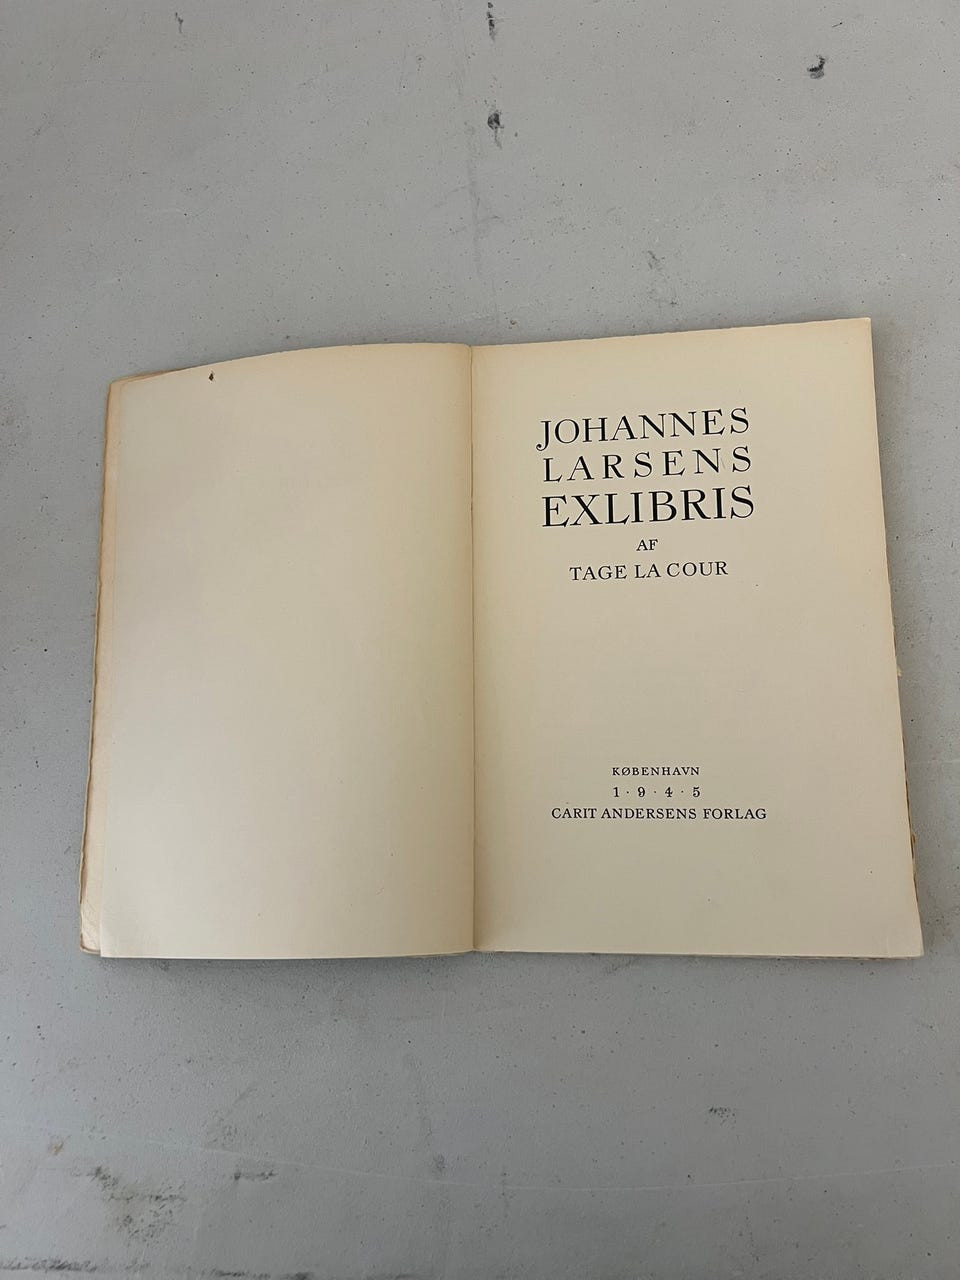 JOHANNES
LARSENS
EXLIBRIS
AF
TAGE LA COUR
KØBENHAVN
1 · 9 · 4 · 5
CARIT ANDERSENS FORLAG